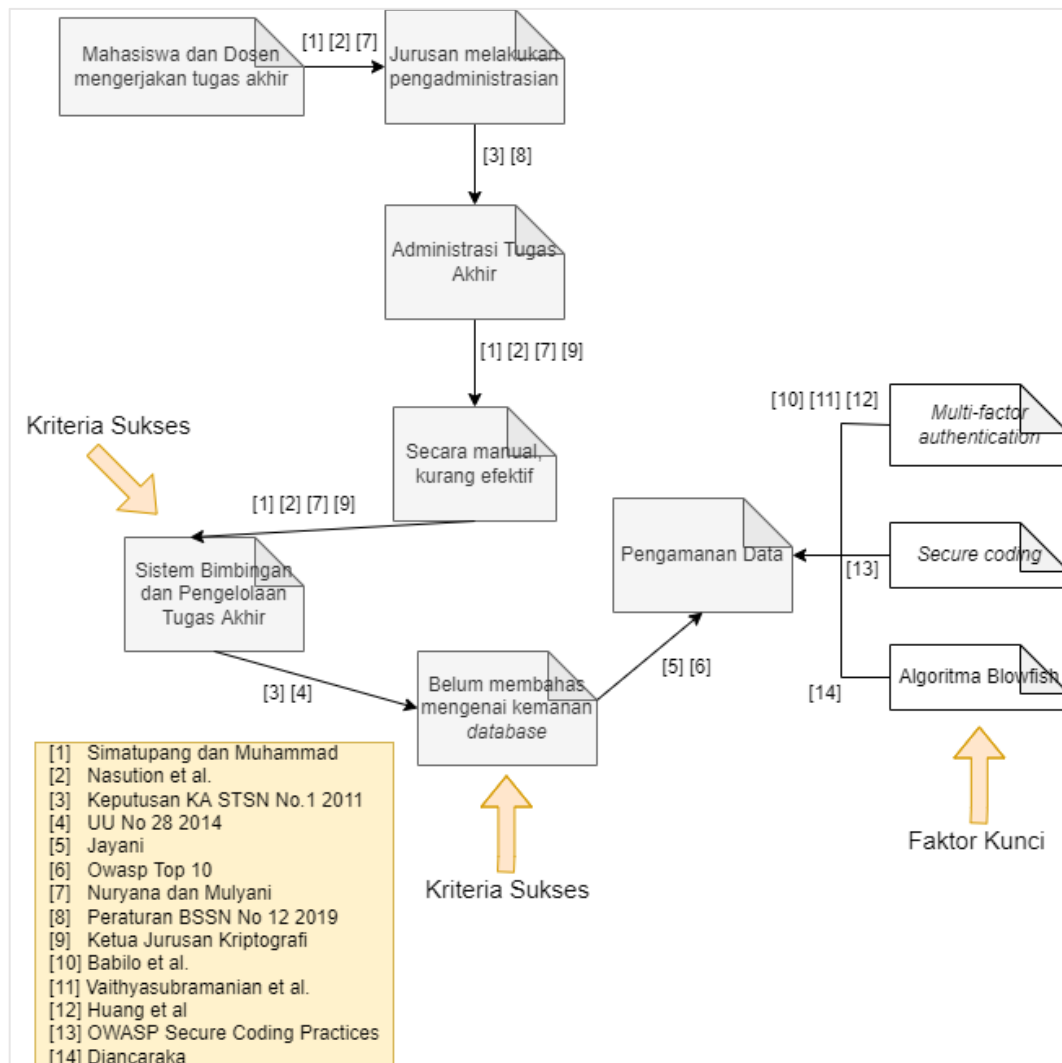 Mahasiswa dan Dosen
mengerjakan tugas akhir
[1] [2] [7]
Jurusan melakukan
pengadministrasian
[3] [8]
Administrasi Tugas
Akhir
[1] [2] [7] [9]
Secara manual,
kurang efektif
[1] [2] [7] [9]
Kriteria Sukses
Sistem Bimbingan
dan Pengelolaan
Tugas Akhir
[3] [4]
Belum membahas
mengenai kemanan
database
Kriteria Sukses
[5] [6]
Pengamanan Data
[10] [11] [12]
Multi-factor
authentication
[13]
Secure coding
[14]
Algoritma Blowfish
Faktor Kunci
[1] Simatupang dan Muhammad
[2] Nasution et al.
[3] Keputusan KA STSN No.1 2011
[4] UU No 28 2014
[5] Jayani
[6] Owasp Top 10
[7] Nuryana dan Mulyani
[8] Peraturan BSSN No 12 2019
[9] Ketua Jurusan Kriptografi
[10] Babilo et al.
[11] Vaithyasubramanian et al.
[12] Huang et al
[13] OWASP Secure Coding Practices
[14] Diancaraka